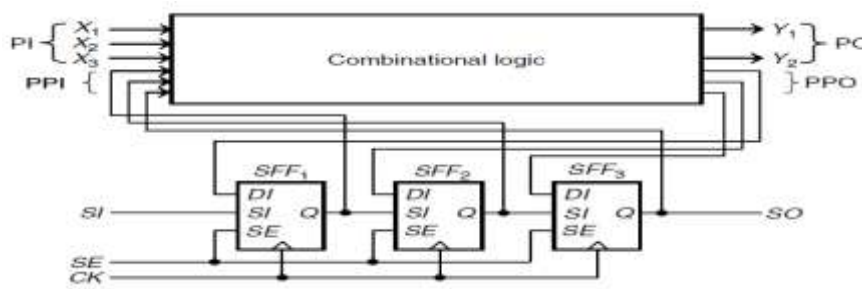 PI X1 Y1 PO
X2 Combinational logic
X3 Y2
PPI PPO
SFF1 SFF2 SFF3
DI DI DI
SI SI Q SI Q SI Q SO
SE SE SE
SE
CK